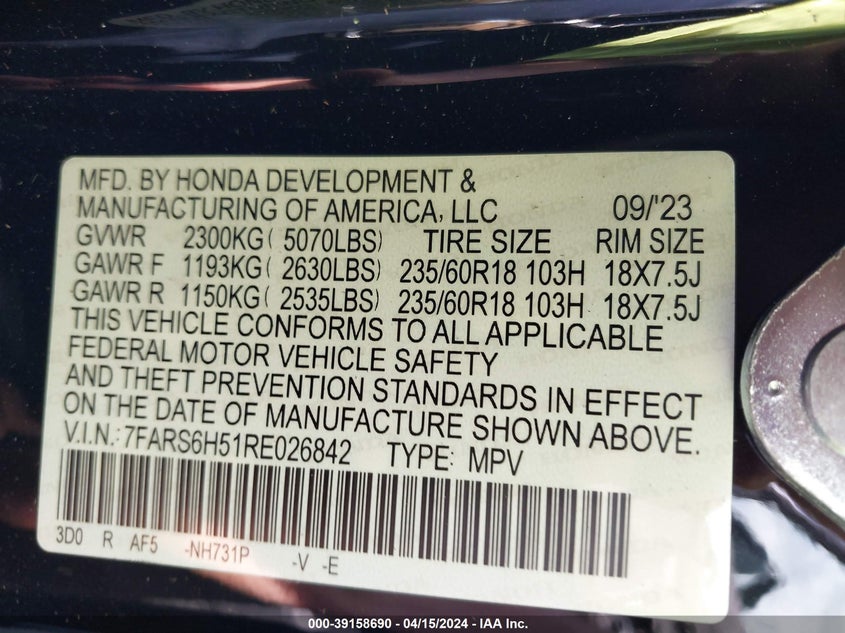 MFD. BY HONDA DEVELOPMENT &
MANUFACTURING OF AMERICA, LLC 09/'23
GVWR 2300KG( 5070LBS) TIRE SIZE RIM SIZE
GAWR F 1193KG( 2630LBS) 235/60R18 103H 18X7.5J
GAWR R 1150KG( 2535LBS) 235/60R18 103H 18X7.5J
THIS VEHICLE CONFORMS TO ALL APPLICABLE
FEDERAL MOTOR VEHICLE SAFETY
AND THEFT PREVENTION STANDARDS IN EFFECT
ON THE DATE OF MANUFACTURE SHOWN ABOVE.
V.I.N.: 7FARS6H51RE026842 TYPE: MPV
3D0 R AF5 -NH731P -V -E
000-39158690 - 04/15/2024 - IAA Inc.